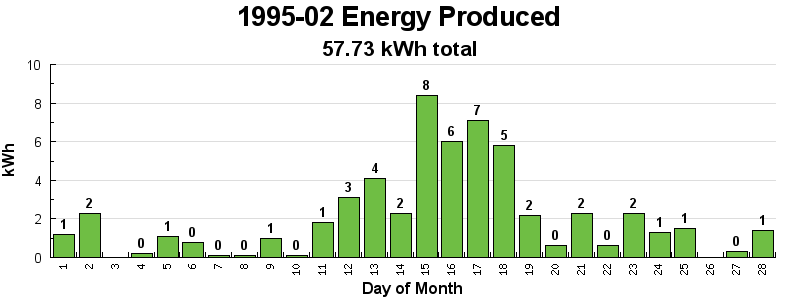 1995-02 Energy Produced
57.73 kWh total
kWh
10
8
6
4
2
0
1 2 0 1 0 0 0 1 0 1 3 4 2 8 6 7 5 2 0 2 0 2 1 1 0 1
1 2 3 4 5 6 7 8 9 10 11 12 13 14 15 16 17 18 19 20 21 22 23 24 25 26 27 28
Day of Month